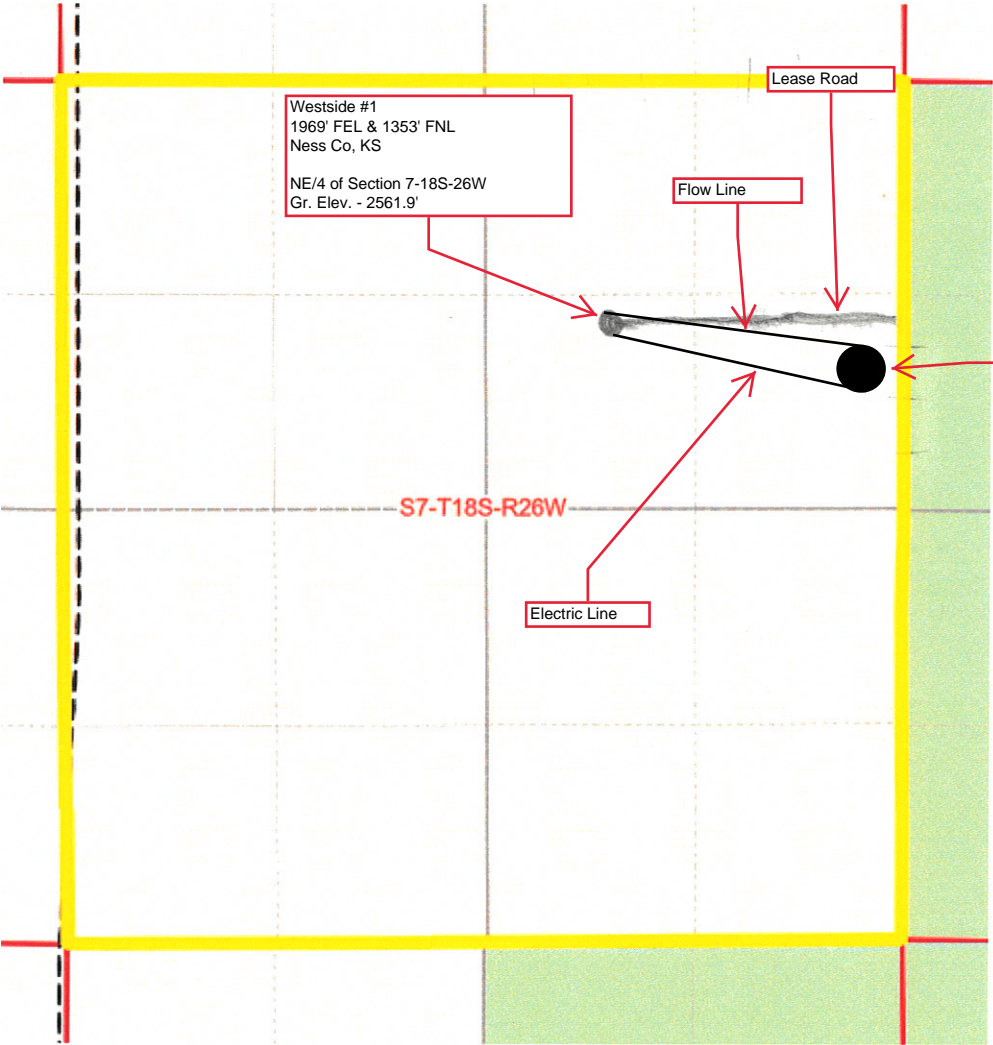 Lease Road
Westside #1
1969' FEL & 1353' FNL
Ness Co, KS
NE/4 of Section 7-18S-26W
Gr. Elev. - 2561.9'
Flow Line
S7-T18S-R26W
Electric Line